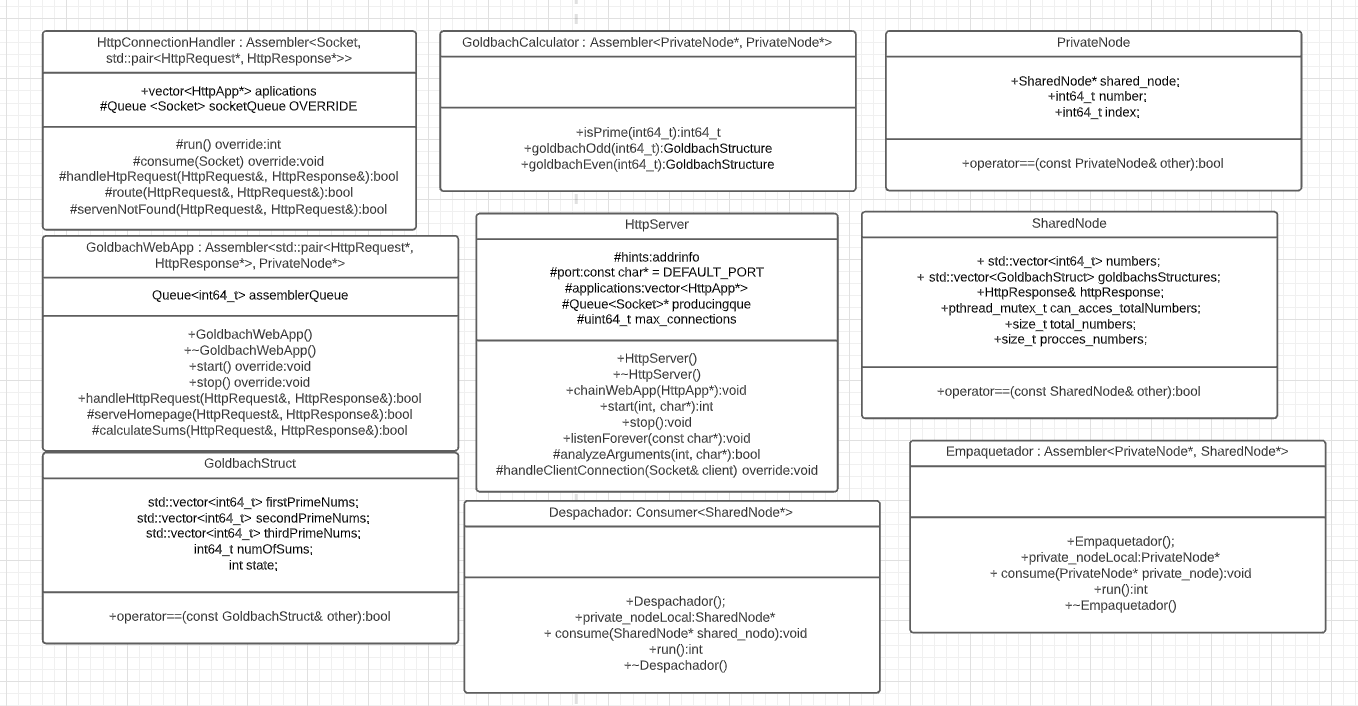 HttpConnectionHandler : Assembler<Socket,
std::pair<HttpRequest*, HttpResponse*>>
+vector<HttpApp*> aplications
#Queue <Socket> socketQueue OVERRIDE
#run() override:int
#consume(Socket) override:void
#handleHtpRequest(HttpRequest&, HttpResponse&):bool
#route(HttpRequest&, HttpRequest&):bool
#servenNotFound(HttpRequest&, HttpRequest&):bool
GoldbachCalculator : Assembler<PrivateNode*, PrivateNode*>
+isPrime(int64_t):int64_t
+goldbachOdd(int64_t):GoldbachStructure
+goldbachEven(int64_t):GoldbachStructure
PrivateNode
+SharedNode* shared_node;
+int64_t number;
+int64_t index;
+operator==(const PrivateNode& other):bool
GoldbachWebApp : Assembler<std::pair<HttpRequest*,
HttpResponse*>, PrivateNode*>
Queue<int64_t> assemblerQueue
+GoldbachWebApp()
+~GoldbachWebApp()
+start() override:void
+stop() override:void
+handleHttpRequest(HttpRequest&, HttpResponse&):bool
#serveHomepage(HttpRequest&, HttpResponse&):bool
#calculateSums(HttpRequest&, HttpResponse&):bool
HttpServer
#hints:addrinfo
#port:const char* = DEFAULT_PORT
#applications:vector<HttpApp*>
#Queue<Socket>* producingque
#uint64_t max_connections
+HttpServer()
+~HttpServer()
+chainWebApp(HttpApp*):void
+start(int, char*):int
+stop():void
+listenForever(const char*):void
#analyzeArguments(int, char*):bool
#handleClientConnection(Socket& client) override:void
SharedNode
+ std::vector<int64_t> numbers;
+ std::vector<GoldbachStruct> goldbachsStructures;
+HttpResponse& httpResponse;
+pthread_mutex_t can_acces_totalNumbers;
+size_t total_numbers;
+size_t procces_numbers;
+operator==(const SharedNode& other):bool
GoldbachStruct
std::vector<int64_t> firstPrimeNums;
std::vector<int64_t> secondPrimeNums;
std::vector<int64_t> thirdPrimeNums;
int64_t numOfSums;
int state;
+operator==(const GoldbachStruct& other):bool
Despachador: Consumer<SharedNode*>
+Despachador();
+private_nodeLocal:SharedNode*
+ consume(SharedNode* shared_nodo):void
+run():int
+~Despachador()
Empaquetador : Assembler<PrivateNode*, SharedNode*>
+Empaquetador();
+private_nodeLocal:PrivateNode*
+ consume(PrivateNode* private_node):void
+run():int
+~Empaquetador()